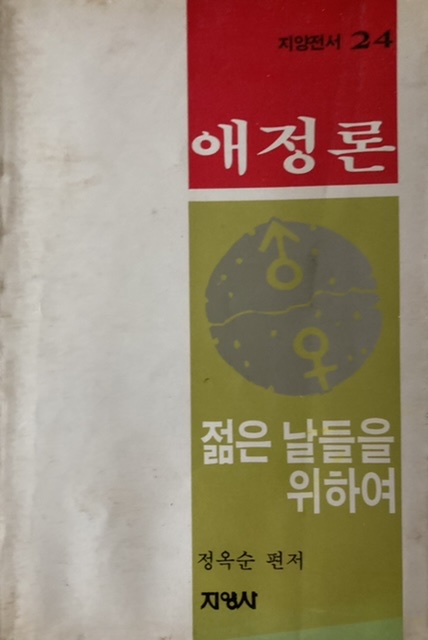 지양전서 24
애정론
젊은 날들을
위하여
정옥순 편저
지양사